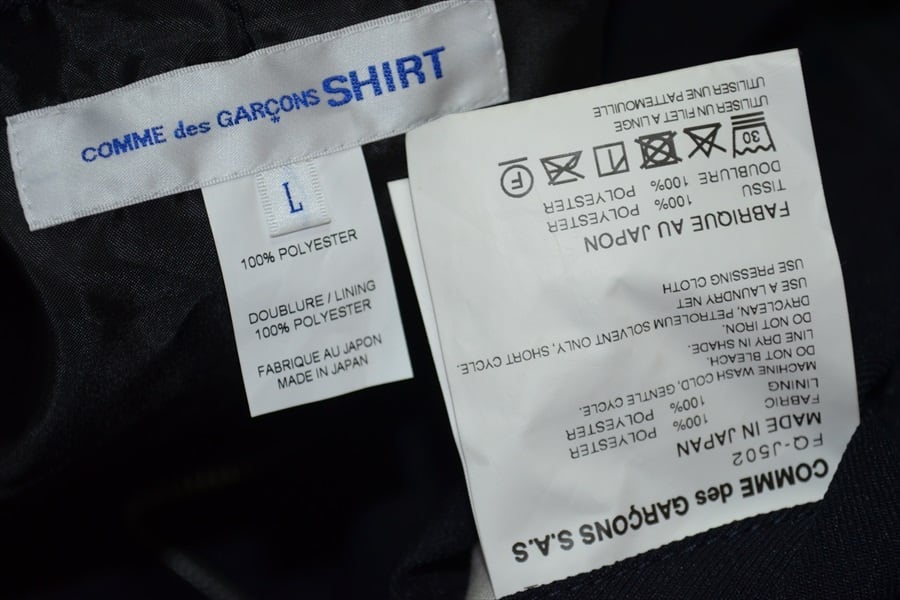 COMME des GARÇONS SHIRT
L
100% POLYESTER
DOUBLURE / LINING
100% POLYESTER
FABRIQUE AU JAPON
MADE IN JAPAN
COMME des GARÇONS S.A.S
FQ-J502
MADE IN JAPAN
FABRIC 100% POLYESTER
LINING 100% POLYESTER
MACHINE WASH COLD, GENTLE CYCLE.
DO NOT BLEACH.
LINE DRY IN SHADE.
DO NOT IRON.
DRYCLEAN, PETROLEUM SOLVENT ONLY, SHORT CYCLE.
USE A LAUNDRY NET
USE PRESSING CLOTH
FABRIQUE AU JAPON
TISSU 100% POLYESTER
DOUBLURE 100% POLYESTER
30 F
UTILISER UN FILET A LINGE
UTILISER UNE PATTEMOUILLE